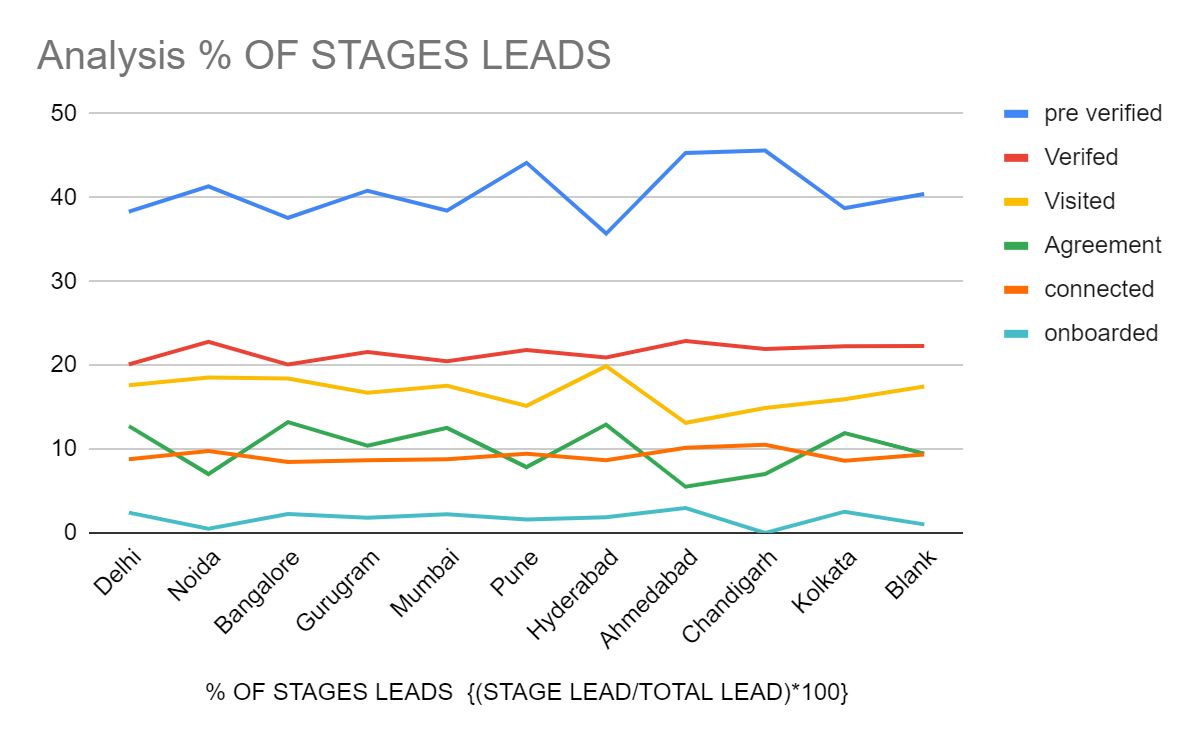 Analysis % OF STAGES LEADS
50
40
30
20
10
0
pre verified
Verifed
Visited
Agreement
connected
onboarded
Delhi
Noida
Bangalore
Gurugram
Mumbai
Pune
Hyderabad
Ahmedabad
Chandigarh
Kolkata
Blank
% OF STAGES LEADS  {(STAGE LEAD/TOTAL LEAD)*100}